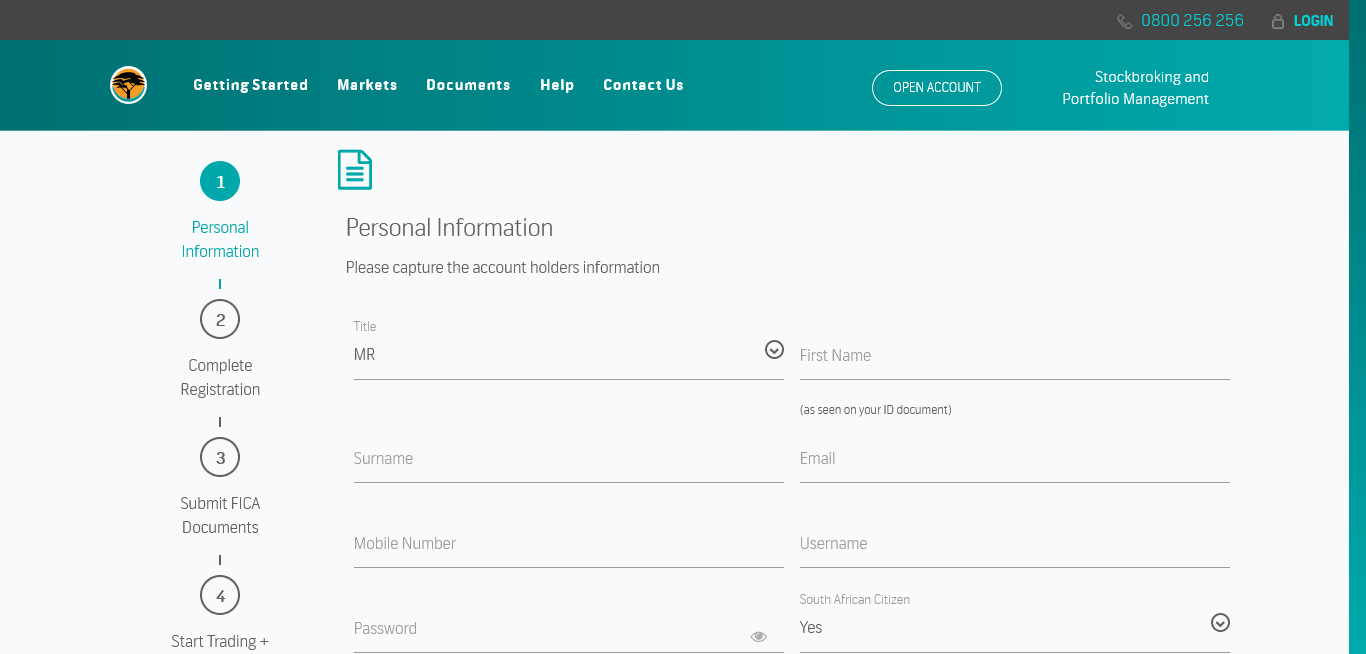 0800 256 256 LOGIN
Getting Started Markets Documents Help Contact Us OPEN ACCOUNT
Stockbroking and
Portfolio Management
1
Personal
Information
2
Complete
Registration
3
Submit FICA
Documents
4
Start Trading +
Personal Information
Please capture the account holders information
Title
MR
First Name
(as seen on your ID document)
Surname
Email
Mobile Number
Username
Password
South African Citizen
Yes